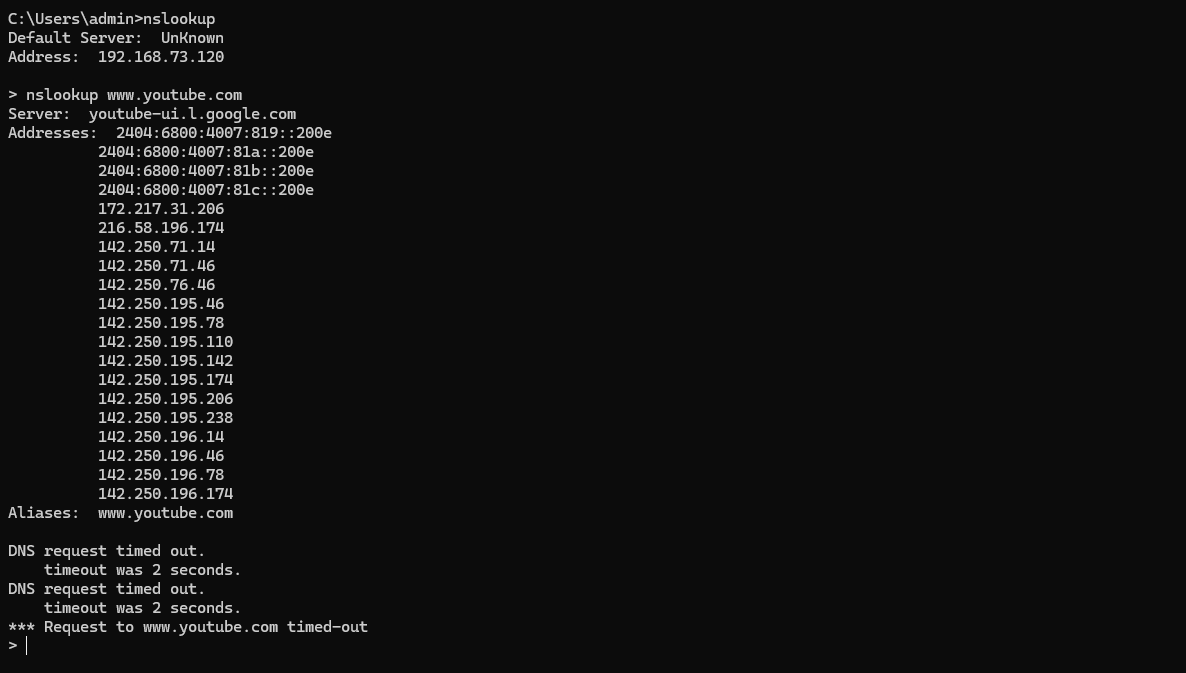 C:\Users\admin>nslookup
Default Server:  UnKnown
Address:  192.168.73.120

> nslookup www.youtube.com
Server:  youtube-ui.l.google.com
Addresses:  2404:6800:4007:819::200e
          2404:6800:4007:81a::200e
          2404:6800:4007:81b::200e
          2404:6800:4007:81c::200e
          172.217.31.206
          216.58.196.174
          142.250.71.14
          142.250.71.46
          142.250.76.46
          142.250.195.46
          142.250.195.78
          142.250.195.110
          142.250.195.142
          142.250.195.174
          142.250.195.206
          142.250.195.238
          142.250.196.14
          142.250.196.46
          142.250.196.78
          142.250.196.174
Aliases:  www.youtube.com

DNS request timed out.
    timeout was 2 seconds.
DNS request timed out.
    timeout was 2 seconds.
*** Request to www.youtube.com timed-out
>